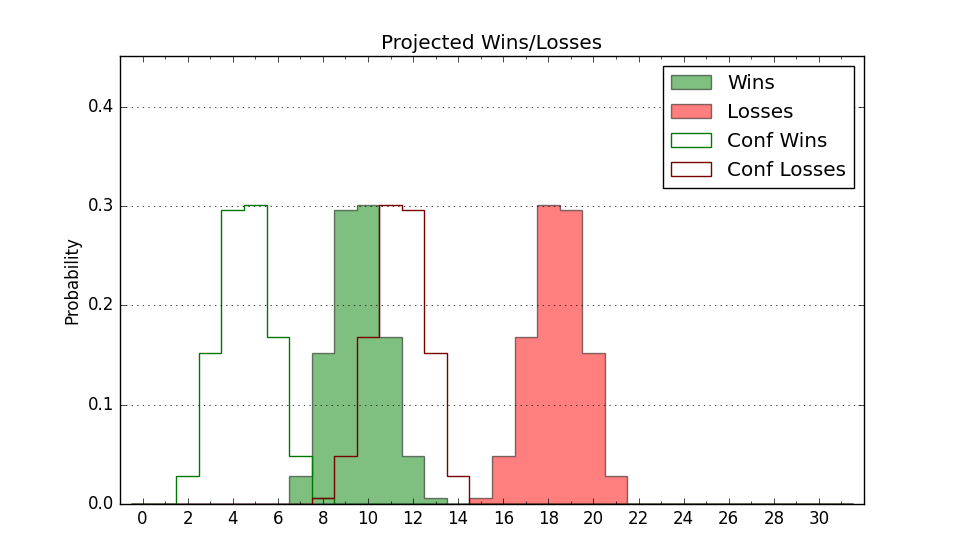 Projected Wins/Losses
Probability
0.4
0.3
0.2
0.1
0.0
0 2 4 6 8 10 12 14 16 18 20 22 24 26 28 30
Wins
Losses
Conf Wins
Conf Losses